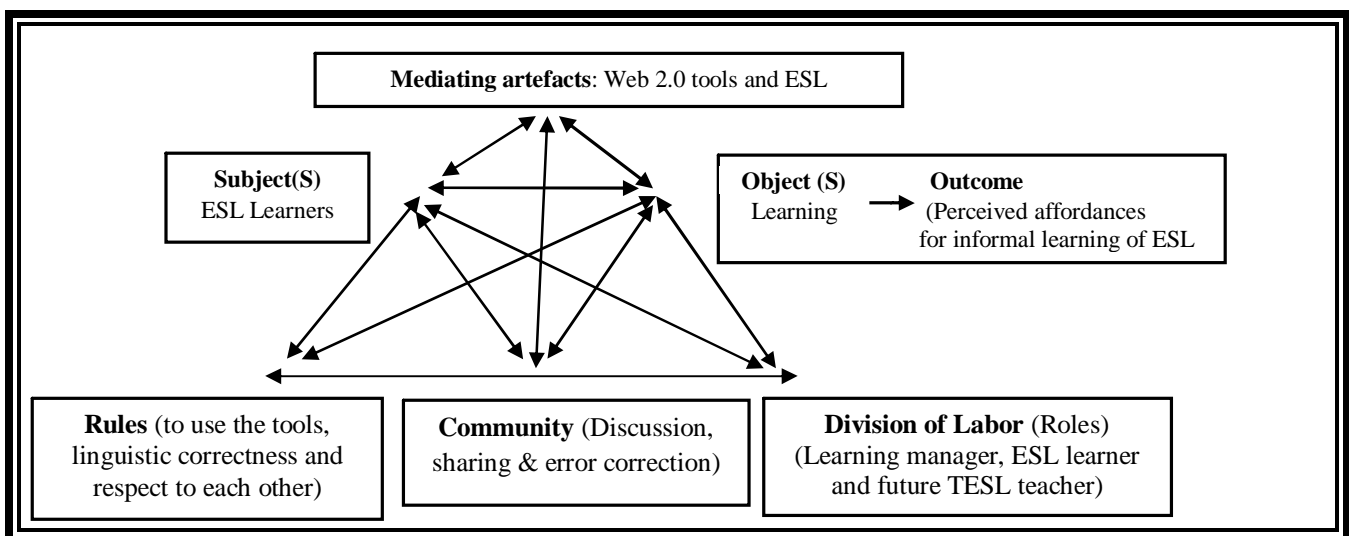 Mediating artefacts: Web 2.0 tools and ESL
Subject(S)
ESL Learners
Object (S) Outcome
Learning (Perceived affordances
for informal learning of ESL
Rules (to use the tools,
linguistic correctness and
respect to each other)
Community (Discussion,
sharing & error correction)
Division of Labor (Roles)
(Learning manager, ESL learner
and future TESL teacher)